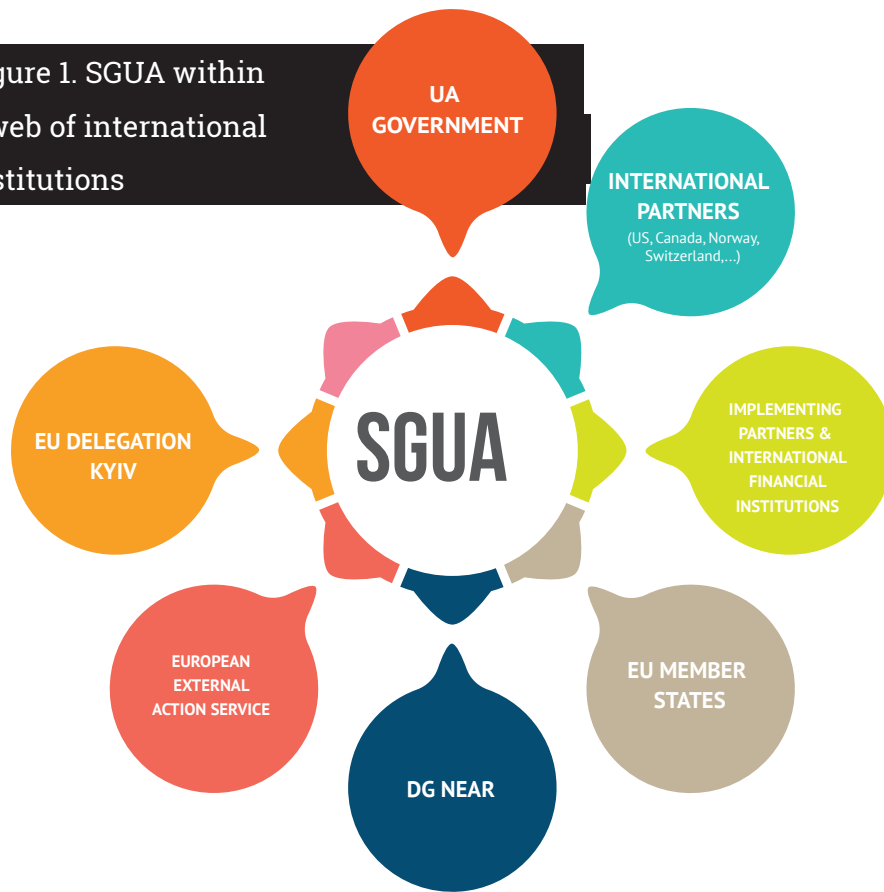 gure 1. SGUA within
web of international
stitutions
UA
GOVERNMENT
INTERNATIONAL
PARTNERS
(US, Canada, Norway,
Switzerland,...)
EU DELEGATION
KYIV
SGUA
IMPLEMENTING
PARTNERS &
INTERNATIONAL
FINANCIAL
INSTITUTIONS
EUROPEAN
EXTERNAL
ACTION SERVICE
EU MEMBER
STATES
DG NEAR